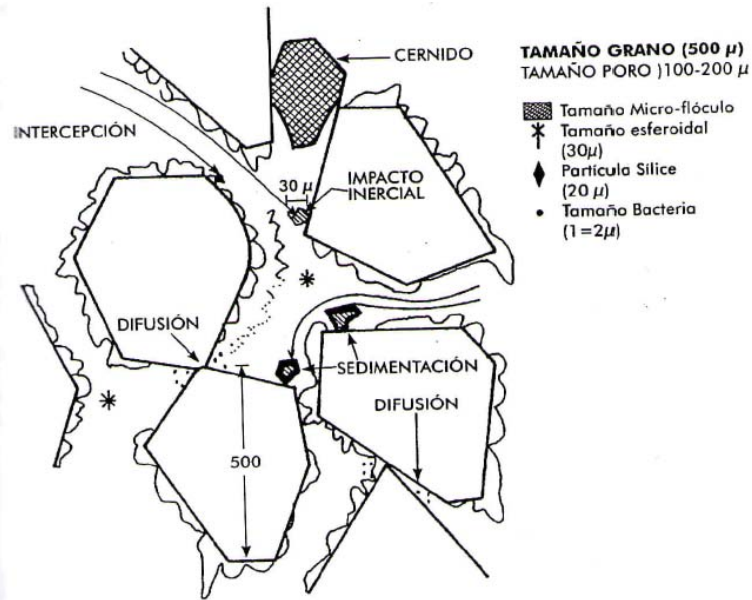 CERNIDO
INTERCEPCIÓN
30 μ
IMPACTO
INERCIAL
DIFUSIÓN
SEDIMENTACIÓN
DIFUSIÓN
500
TAMAÑO GRANO (500 μ)
TAMAÑO PORO )100-200 μ
Tamaño Micro-flóculo
Tamaño esferoidal
(30μ)
Partícula Sílice
(20 μ)
Tamaño Bacteria
(1=2μ)